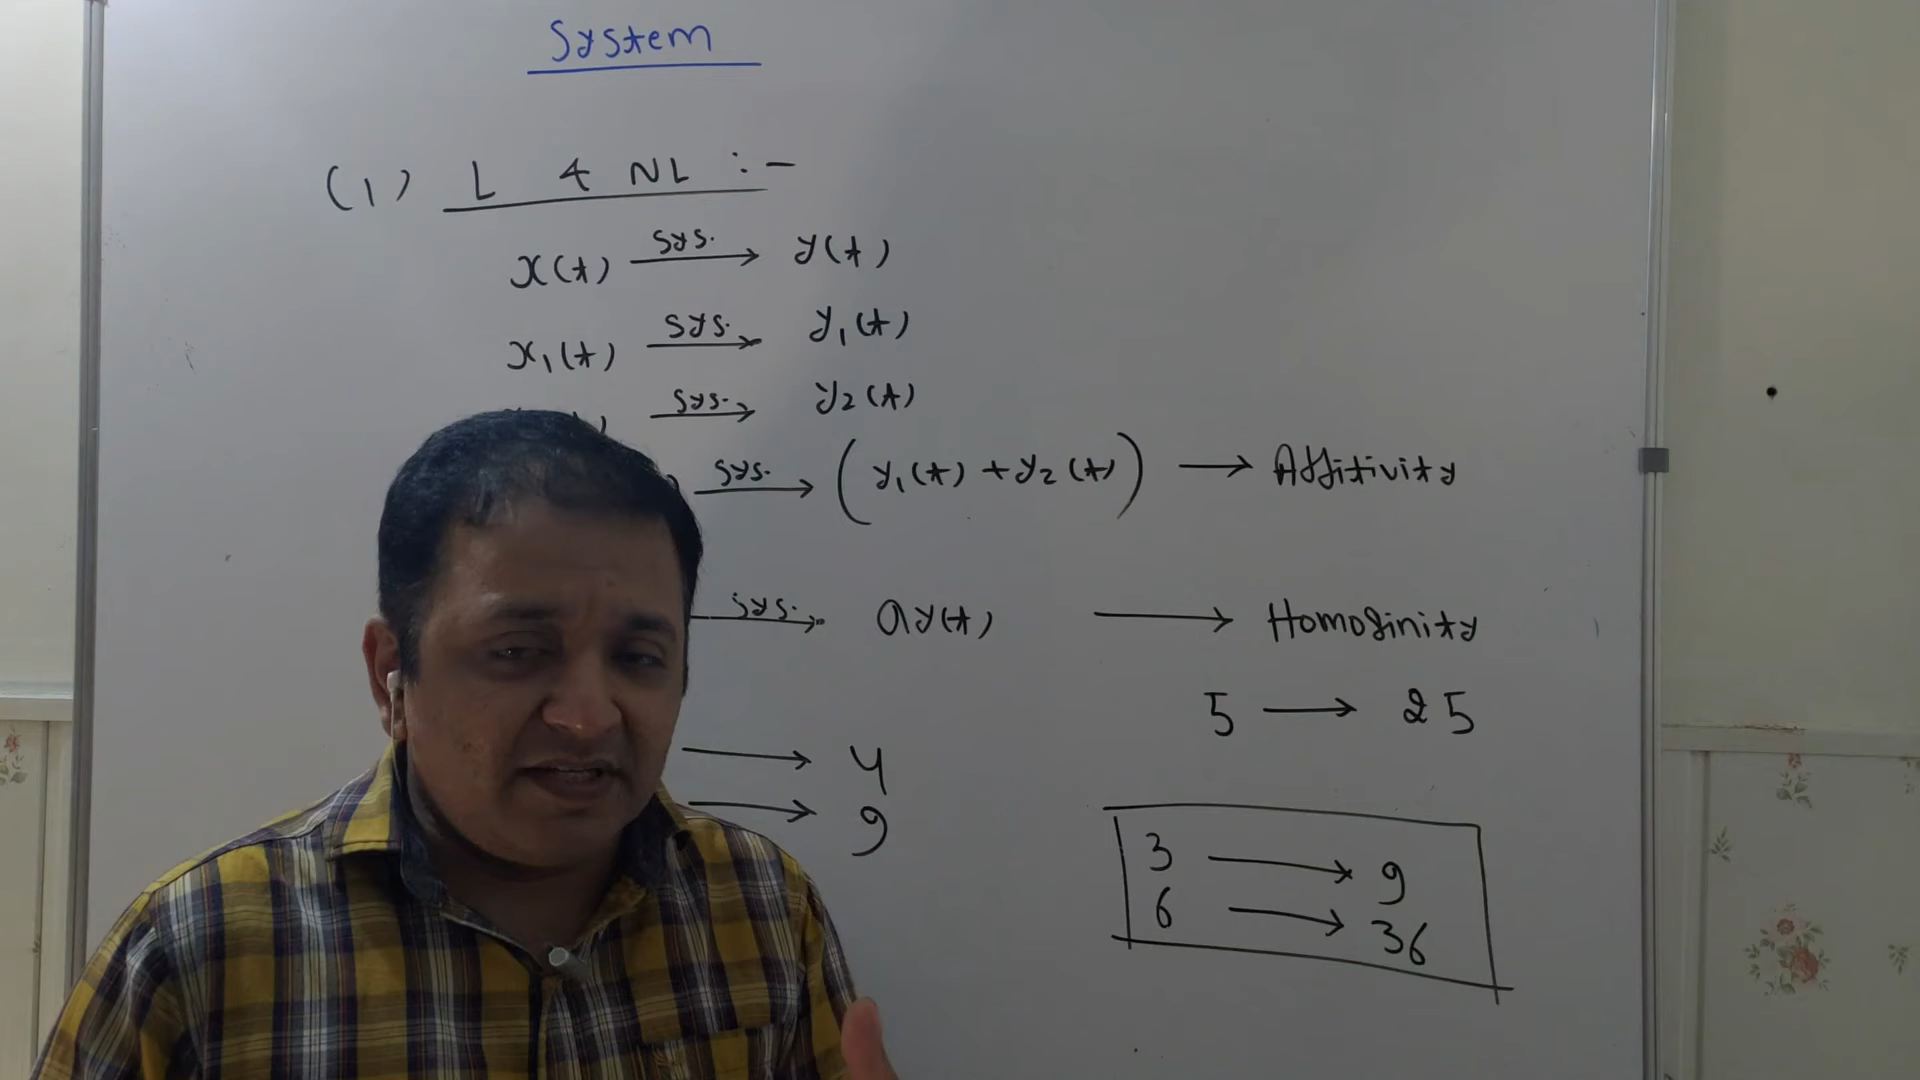 System
(1) L & NL :-
x(t) sys. → y(t)
x1(t) sys. → y1(t)
) sys. → y2(t)
) sys. → (y1(t) + y2(t)) → Additivity
sys. → ay(t) → Homoginity
5 → 25
→ 4
→ 9
3 → 9
6 → 36